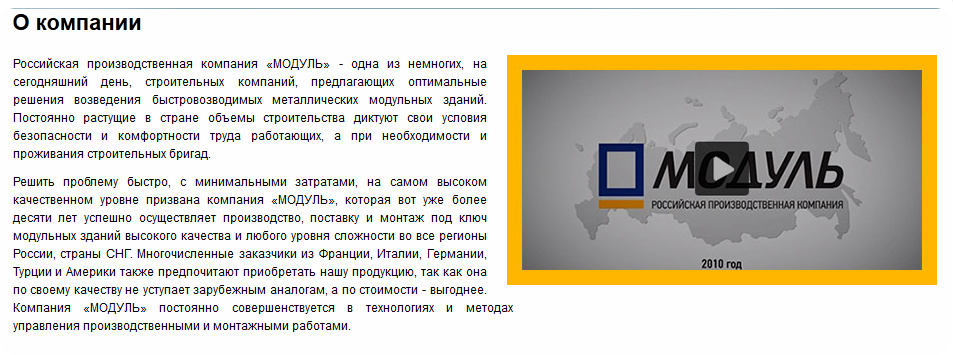 О компании
Российская производственная компания «МОДУЛЬ» - одна из немногих, на
сегодняшний день, строительных компаний, предлагающих оптимальные
решения возведения быстровозводимых металлических модульных зданий.
Постоянно растущие в стране объемы строительства диктуют свои условия
безопасности и комфортности труда работающих, а при необходимости и
проживания строительных бригад.
Решить проблему быстро, с минимальными затратами, на самом высоком
качественном уровне призвана компания «МОДУЛЬ», которая вот уже более
десяти лет успешно осуществляет производство, поставку и монтаж под ключ
модульных зданий высокого качества и любого уровня сложности во все регионы
России, страны СНГ. Многочисленные заказчики из Франции, Италии, Германии,
Турции и Америки также предпочитают приобретать нашу продукцию, так как она
по своему качеству не уступает зарубежным аналогам, а по стоимости - выгоднее.
Компания «МОДУЛЬ» постоянно совершенствуется в технологиях и методах
управления производственными и монтажными работами.
МОДУЛЬ
РОССИЙСКАЯ ПРОИЗВОДСТВЕННАЯ КОМПАНИЯ
2010 год